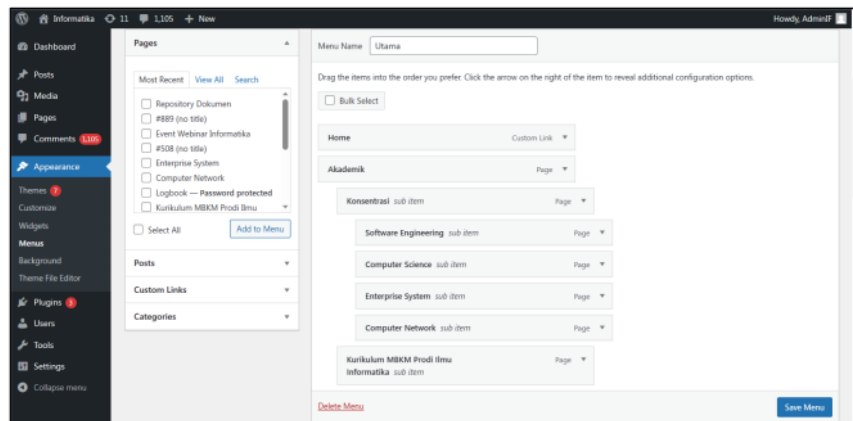 Informatika 11 1,105 + New Howdy, AdminIF
Dashboard
Posts
Media
Pages
Comments 1,105
Appearance
Themes 7
Customize
Widgets
Menus
Background
Theme File Editor
Plugins 3
Users
Tools
Settings
Collapse menu
Pages
Most Recent View All Search
Repository Dokumen
#889 (no title)
Event Webinar Informatika
#508 (no title)
Enterprise System
Computer Network
Logbook — Password protected
Kurikulum MBKM Prodi Ilmu
Select All Add to Menu
Posts
Custom Links
Categories
Menu Name Utama
Drag the items into the order you prefer. Click the arrow on the right of the item to reveal additional configuration options.
Bulk Select
Home Custom Link
Akademik Page
Konsentrasi sub item Page
Software Engineering sub item Page
Computer Science sub item Page
Enterprise System sub item Page
Computer Network sub item Page
Kurikulum MBKM Prodi Ilmu Page
Informatika sub item
Delete Menu Save Menu